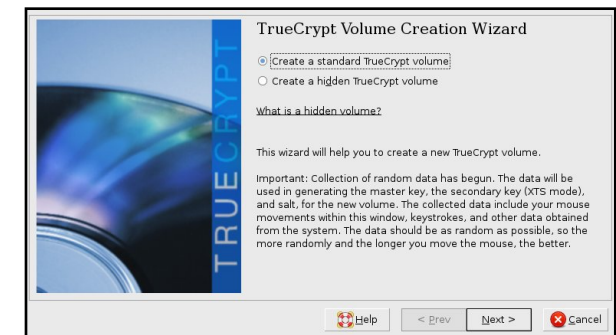 TRUECRYPT
TrueCrypt Volume Creation Wizard
Create a standard TrueCrypt volume
Create a hidden TrueCrypt volume
What is a hidden volume?
This wizard will help you to create a new TrueCrypt volume.
Important: Collection of random data has begun. The data will be
used in generating the master key, the secondary key (XTS mode),
and salt, for the new volume. The collected data include your mouse
movements within this window, keystrokes, and other data obtained
from the system. The data should be as random as possible, so the
more randomly and the longer you move the mouse, the better.
Help < Prev Next > Cancel